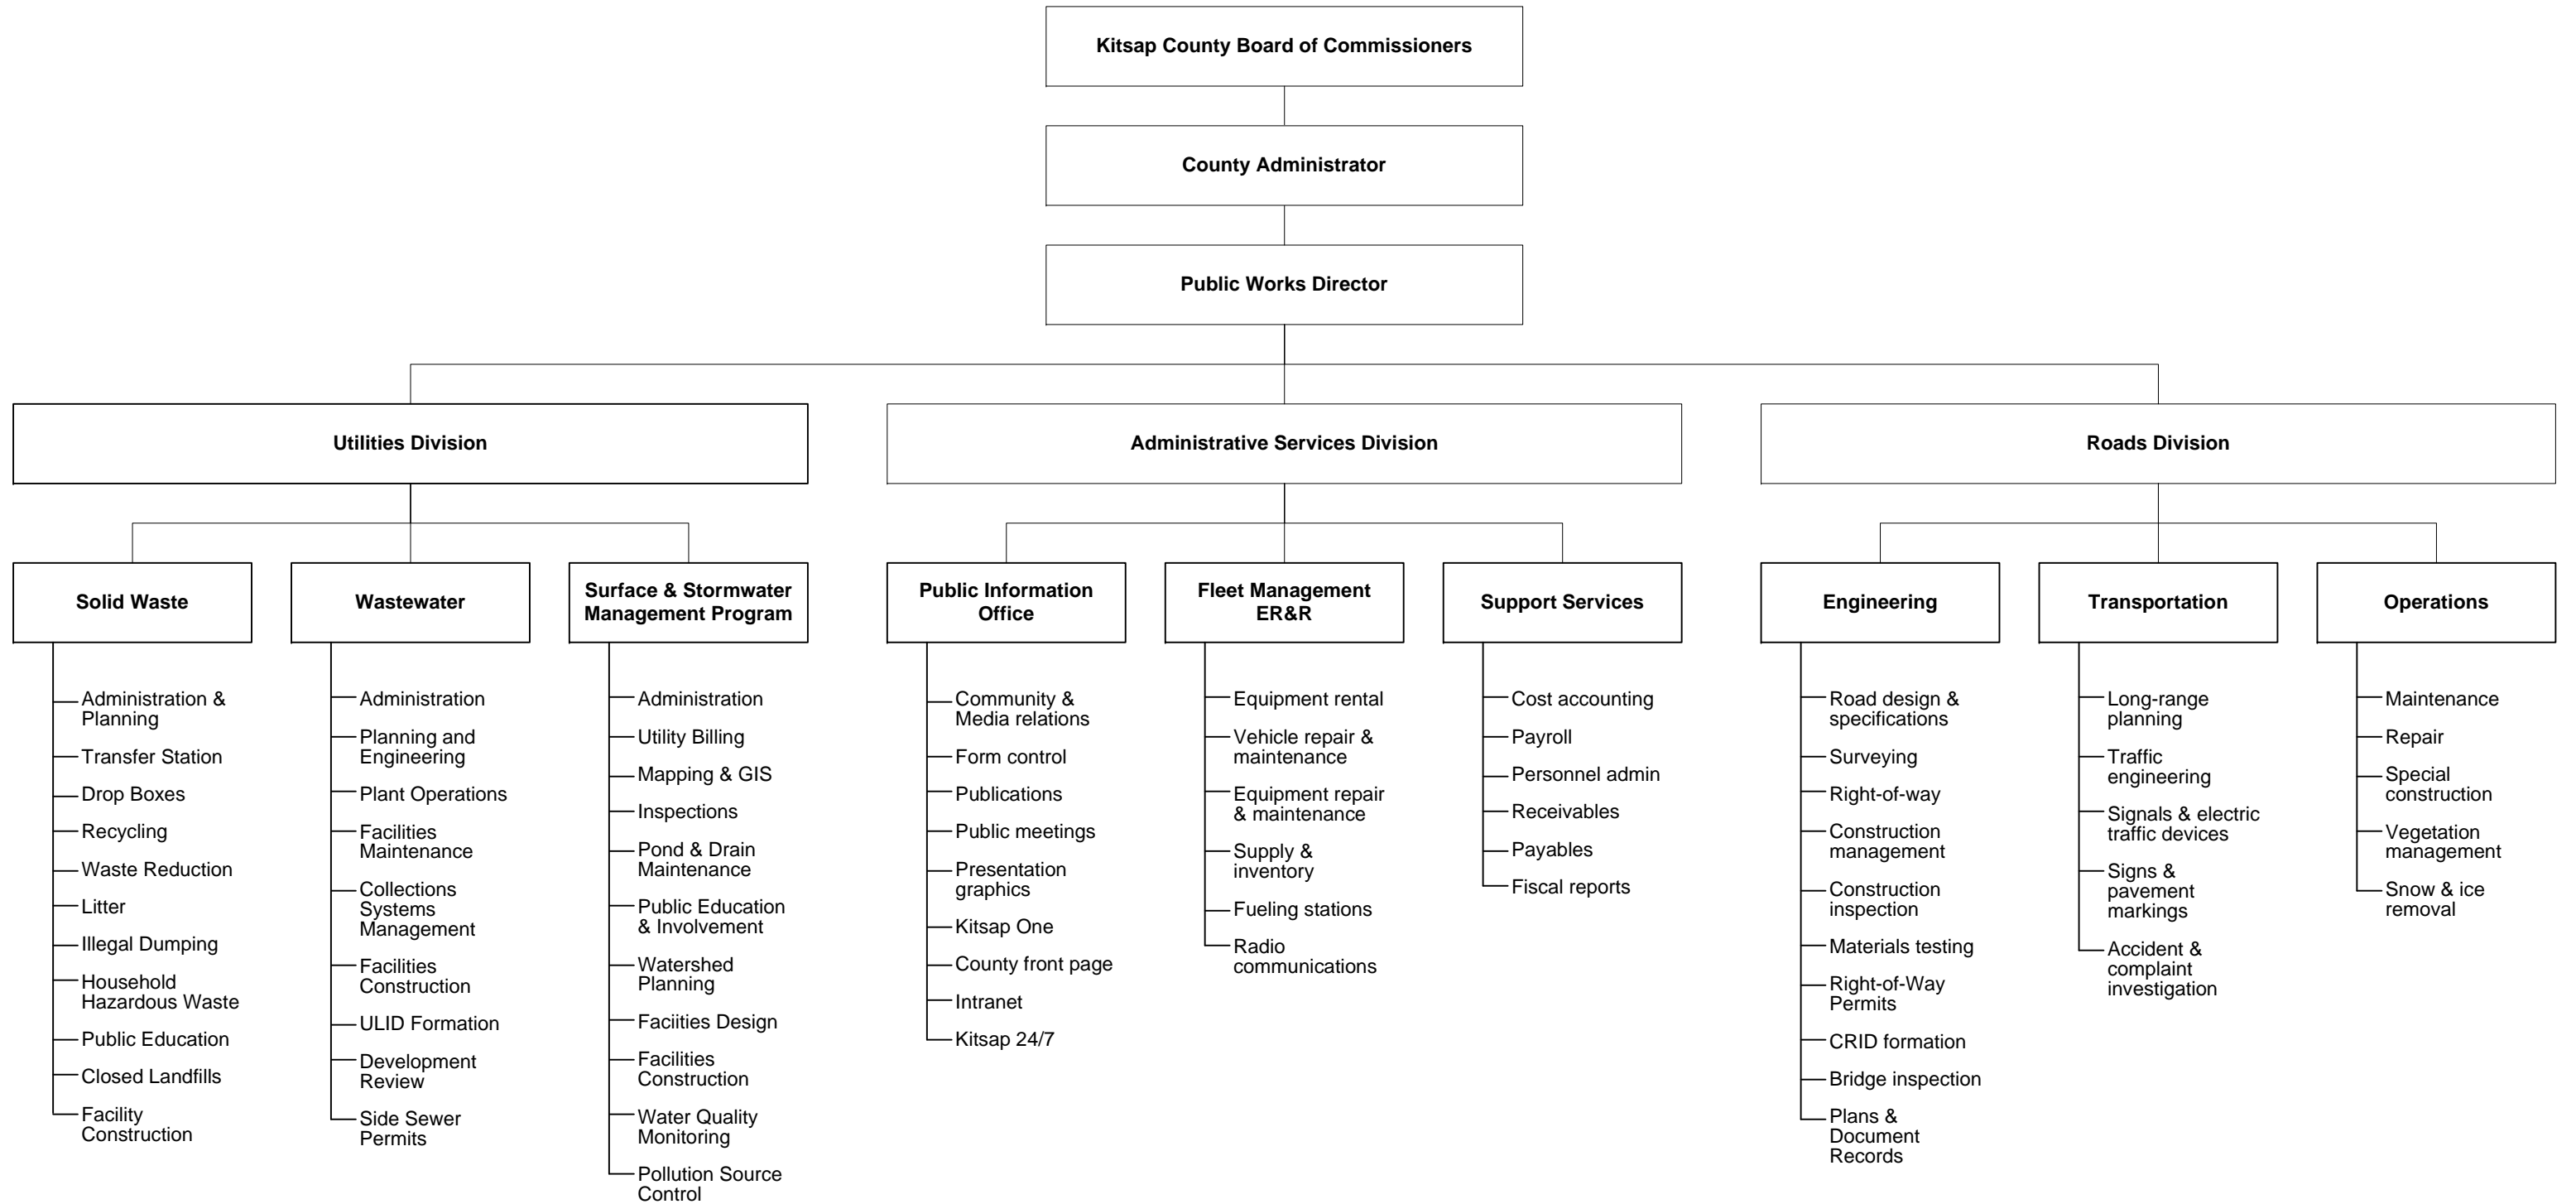 Kitsap County Board of Commissioners
County Administrator
Public Works Director
Utilities Division
Administrative Services Division
Roads Division
Solid Waste
Wastewater
Surface & Stormwater
Management Program
Public Information
Office
Fleet Management
ER&R
Support Services
Engineering
Transportation
Operations
Administration &
Planning
Transfer Station
Drop Boxes
Recycling
Waste Reduction
Litter
Illegal Dumping
Household
Hazardous Waste
Public Education
Closed Landfills
Facility
Construction
Administration
Planning and
Engineering
Plant Operations
Facilities
Maintenance
Collections
Systems
Management
Facilities
Construction
ULID Formation
Development
Review
Side Sewer
Permits
Administration
Utility Billing
Mapping & GIS
Inspections
Pond & Drain
Maintenance
Public Education
& Involvement
Watershed
Planning
Faciities Design
Facilities
Construction
Water Quality
Monitoring
Pollution Source
Control
Community &
Media relations
Form control
Publications
Public meetings
Presentation
graphics
Kitsap One
County front page
Intranet
Kitsap 24/7
Equipment rental
Vehicle repair &
maintenance
Equipment repair
& maintenance
Supply &
inventory
Fueling stations
Radio
communications
Cost accounting
Payroll
Personnel admin
Receivables
Payables
Fiscal reports
Road design &
specifications
Surveying
Right-of-way
Construction
management
Construction
inspection
Materials testing
Right-of-Way
Permits
CRID formation
Bridge inspection
Plans &
Document
Records
Long-range
planning
Traffic
engineering
Signals & electric
traffic devices
Signs &
pavement
markings
Accident &
complaint
investigation
Maintenance
Repair
Special
construction
Vegetation
management
Snow & ice
removal